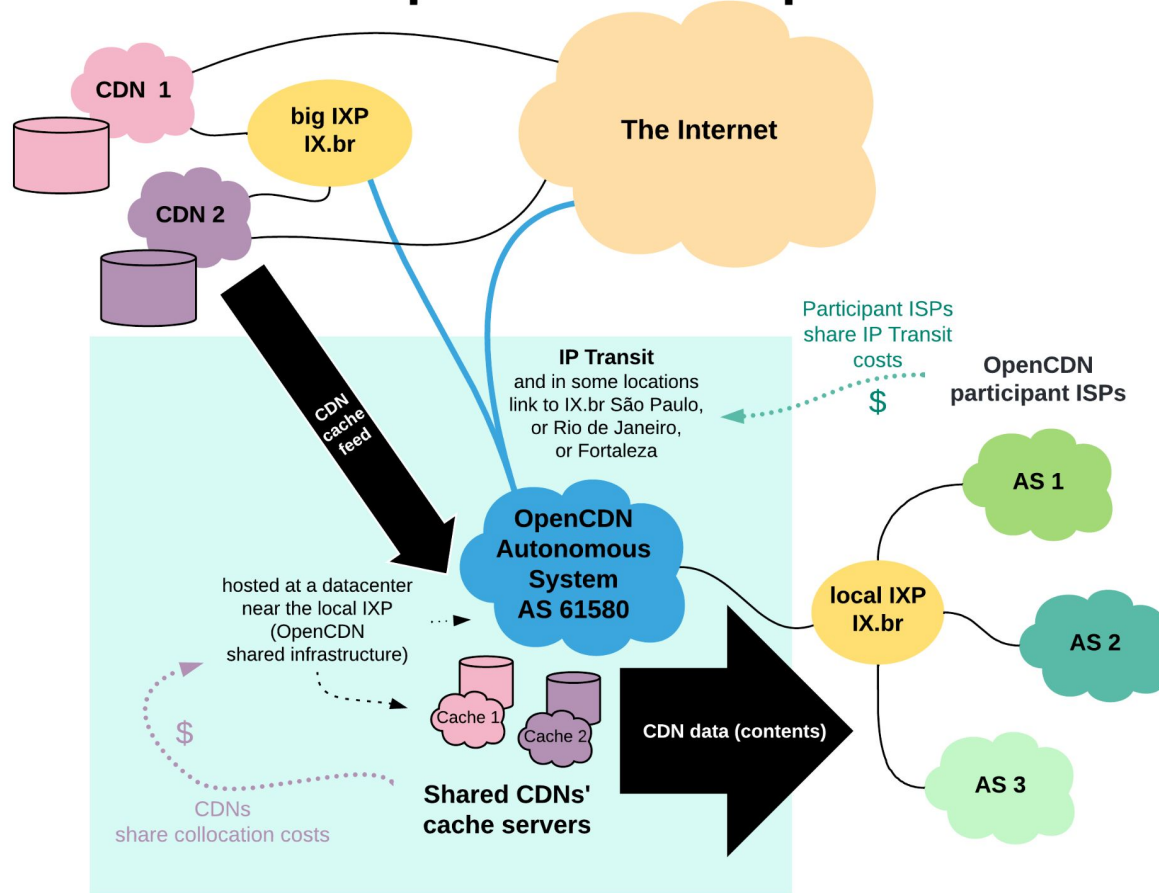 CDN 1
big IXP
IX.br
The Internet
CDN 2
Participant ISPs
share IP Transit
costs
$
OpenCDN
participant ISPs
IP Transit
and in some locations
link to IX.br São Paulo,
or Rio de Janeiro,
or Fortaleza
CDN
cache
feed
AS 1
OpenCDN
Autonomous
System
AS 61580
hosted at a datacenter
near the local IXP
(OpenCDN
shared infrastructure)
local IXP
IX.br
AS 2
Cache 1
Cache 2
$
CDN data (contents)
AS 3
Shared CDNs'
cache servers
CDNs
share collocation costs